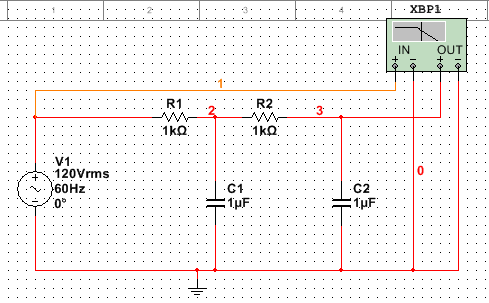 1 2 3 4
XBP1
IN OUT
+ - + -
1
R1 2 R2 3
1kΩ 1kΩ
0
V1
120Vrms
60Hz
0°
C1 C2
1µF 1µF